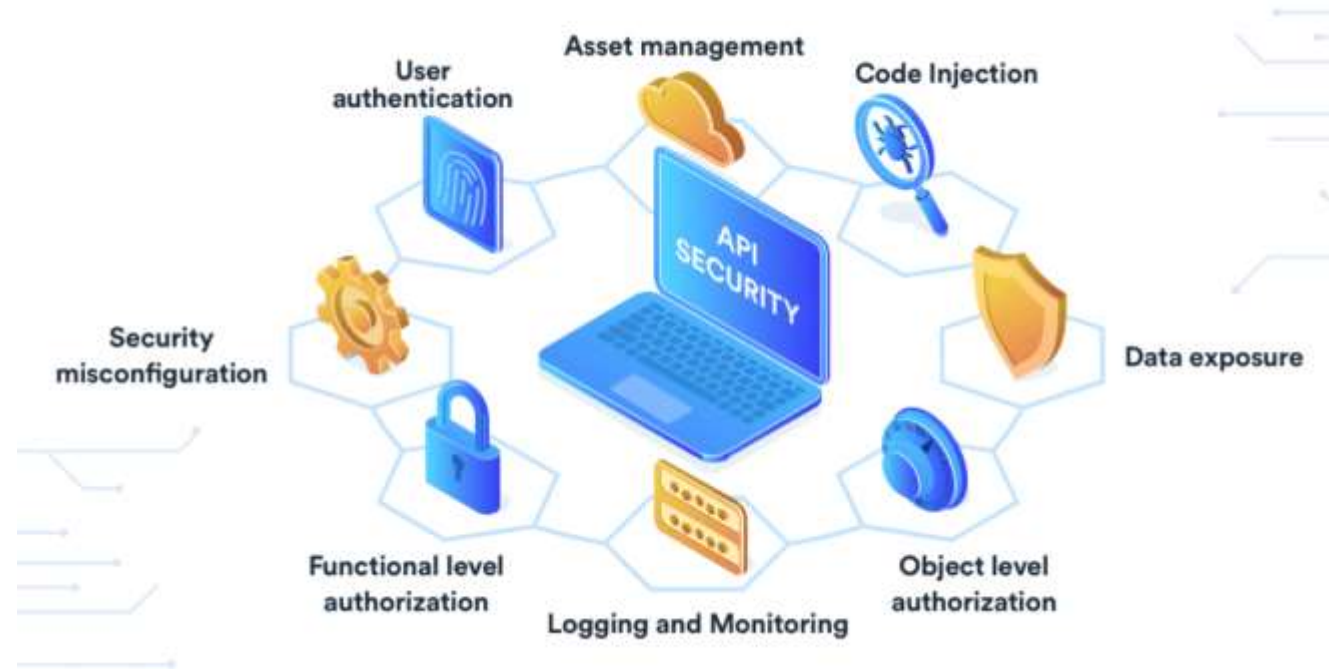 Asset management
User
authentication
Code Injection
API
SECURITY
Security
misconfiguration
Data exposure
Functional level
authorization
Object level
authorization
Logging and Monitoring